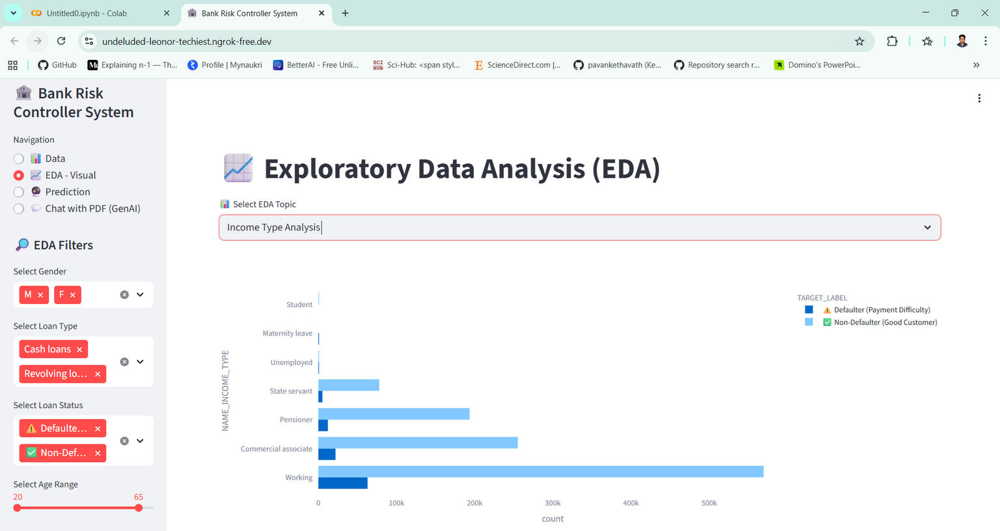 Untitled0.ipynb - Colab
Bank Risk Controller System
undeluded-leonor-techiest.ngrok-free.dev
GitHub
Explaining n-1 — Th...
Profile | Mynaukri
BetterAI - Free Unli...
SCI HUB
Sci-Hub: <span styl...
ScienceDirect.com |...
pavankethavath (Ke...
Repository search r...
Domino's PowerPoi...
Bank Risk
Controller System
Navigation
Data
EDA - Visual
Prediction
Chat with PDF (GenAI)
EDA Filters
Select Gender
M
F
Select Loan Type
Cash loans
Revolving lo...
Select Loan Status
Defaulte...
Non-Def...
Select Age Range
20
65
Exploratory Data Analysis (EDA)
Select EDA Topic
Income Type Analysis
NAME_INCOME_TYPE
Student
Maternity leave
Unemployed
State servant
Pensioner
Commercial associate
Working
0
100k
200k
300k
400k
500k
count
TARGET_LABEL
Defaulter (Payment Difficulty)
Non-Defaulter (Good Customer)